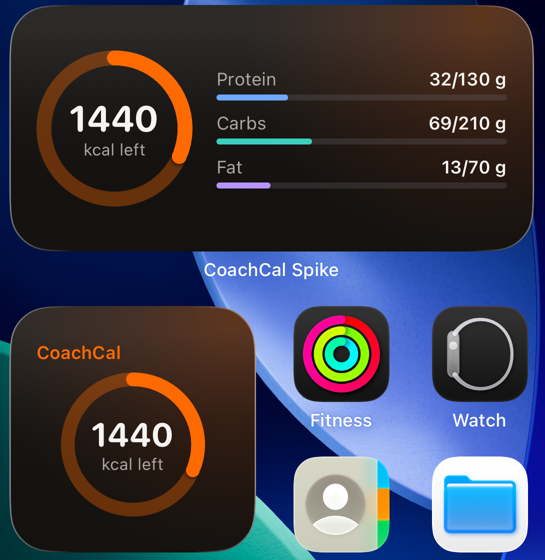 1440
kcal left
Protein 32/130 g
Carbs 69/210 g
Fat 13/70 g
CoachCal Spike
CoachCal
1440
kcal left
Fitness
Watch